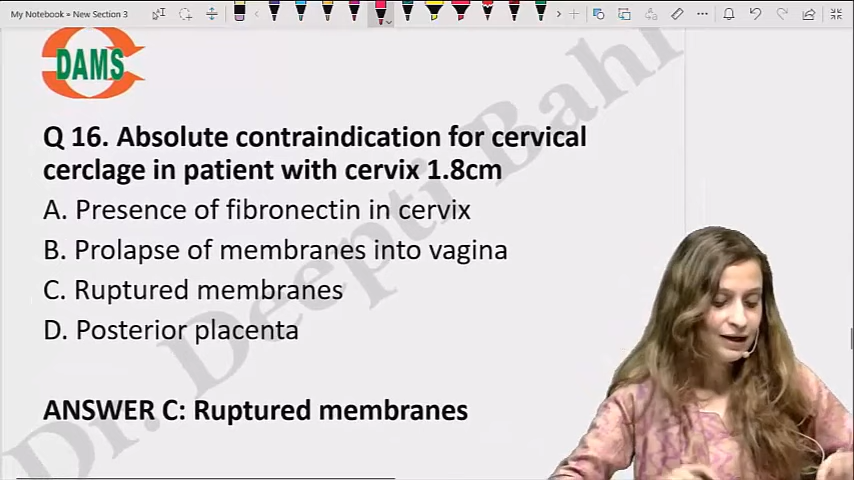 My Notebook » New Section 3
DAMS
Q 16. Absolute contraindication for cervical
cerclage in patient with cervix 1.8cm
A. Presence of fibronectin in cervix
B. Prolapse of membranes into vagina
C. Ruptured membranes
D. Posterior placenta
ANSWER C: Ruptured membranes
Dr. Deepti Bahl